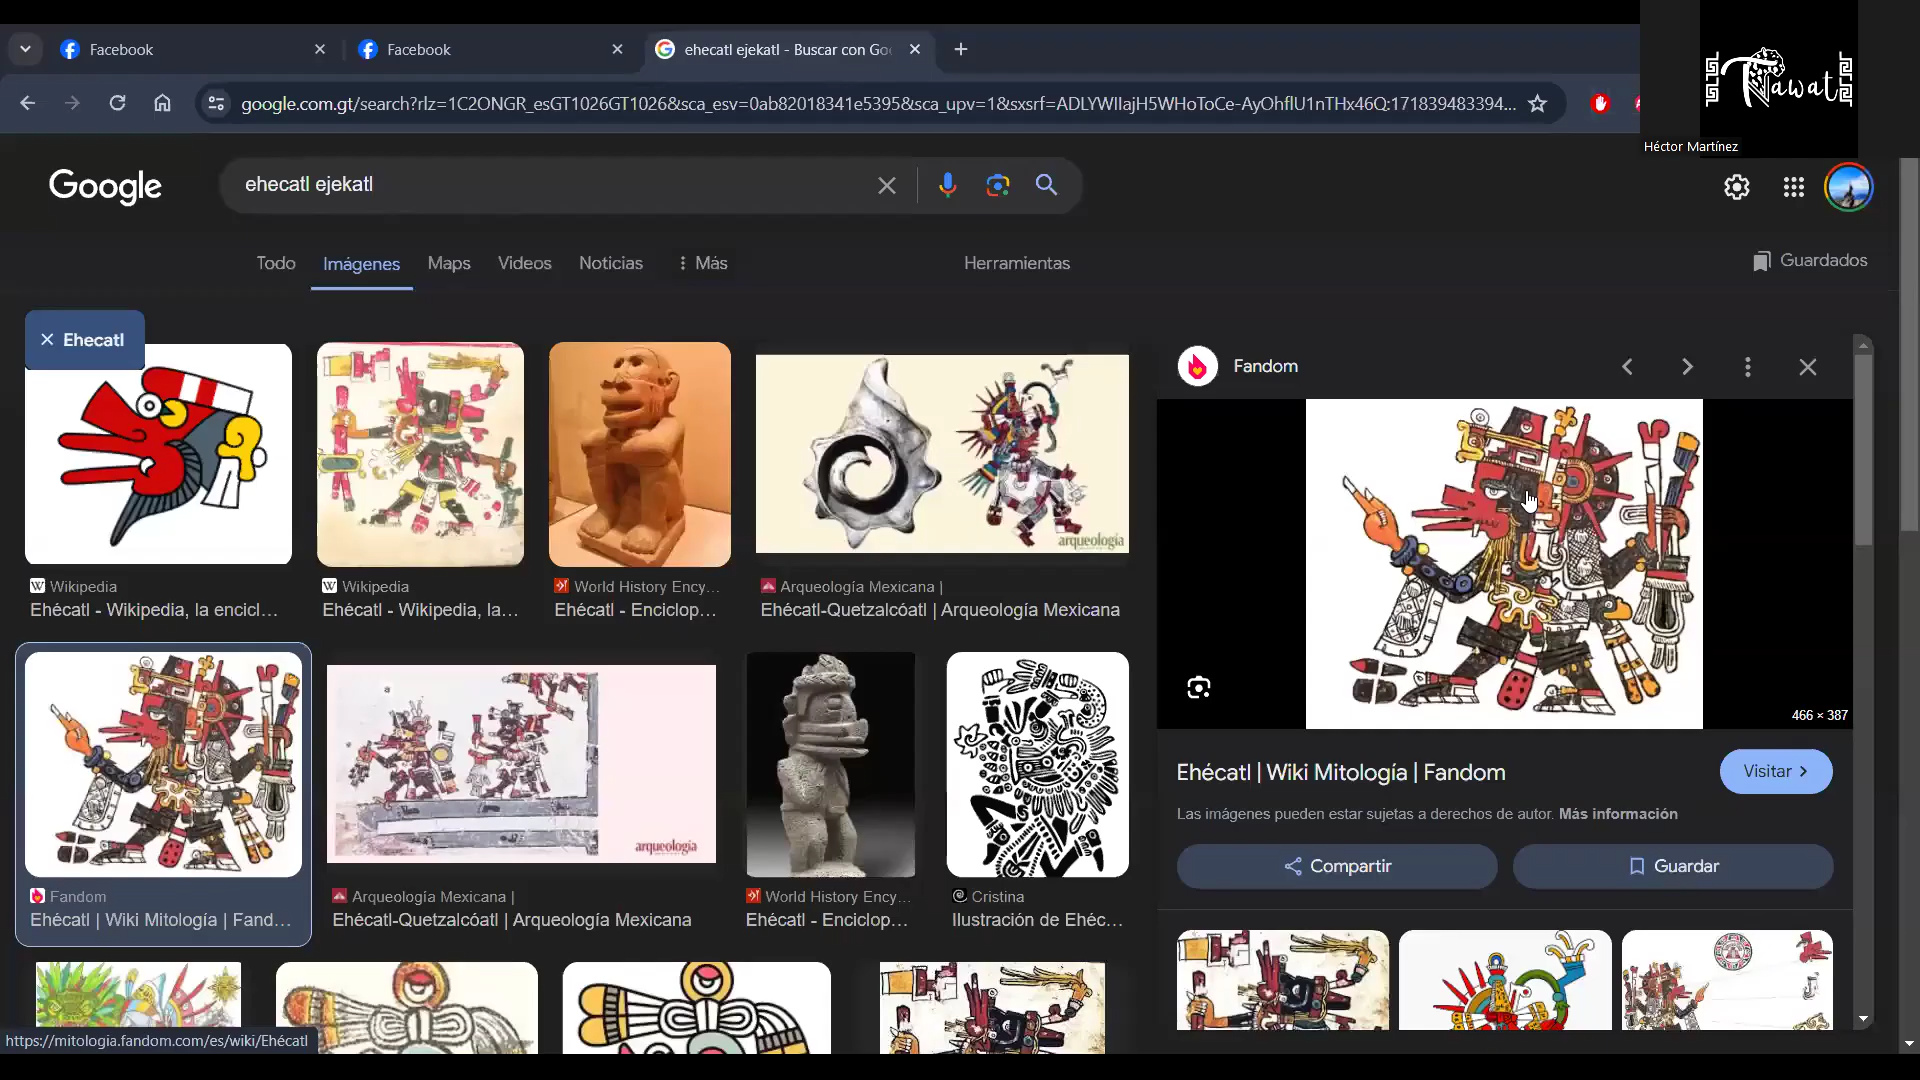 Facebook
Facebook
ehecatl ejekatl - Buscar con Goo
google.com.gt/search?rlz=1C2ONGR_esGT1026GT1026&sca_esv=0ab82018341e5395&sca_upv=1&sxsrf=ADLYWIIajH5WHoToCe-AyOhflU1nTHx46Q:171839483394...
Nawat
Héctor Martínez
Google
ehecatl ejekatl
Todo
Imágenes
Maps
Videos
Noticias
Más
Herramientas
Guardados
Ehecatl
Fandom
arqueología
Wikipedia
Ehécatl - Wikipedia, la encicl...
Wikipedia
Ehécatl - Wikipedia, la...
World History Ency...
Ehécatl - Enciclop...
Arqueología Mexicana |
Ehécatl-Quetzalcóatl | Arqueología Mexicana
466 × 387
Ehécatl | Wiki Mitología | Fandom
Visitar
Las imágenes pueden estar sujetas a derechos de autor. Más información
Compartir
Guardar
a
arqueología
Fandom
Ehécatl | Wiki Mitología | Fand...
Arqueología Mexicana |
Ehécatl-Quetzalcóatl | Arqueología Mexicana
World History Ency...
Ehécatl - Enciclop...
Cristina
Ilustración de Ehéc...
https://mitologia.fandom.com/es/wiki/Ehécatl